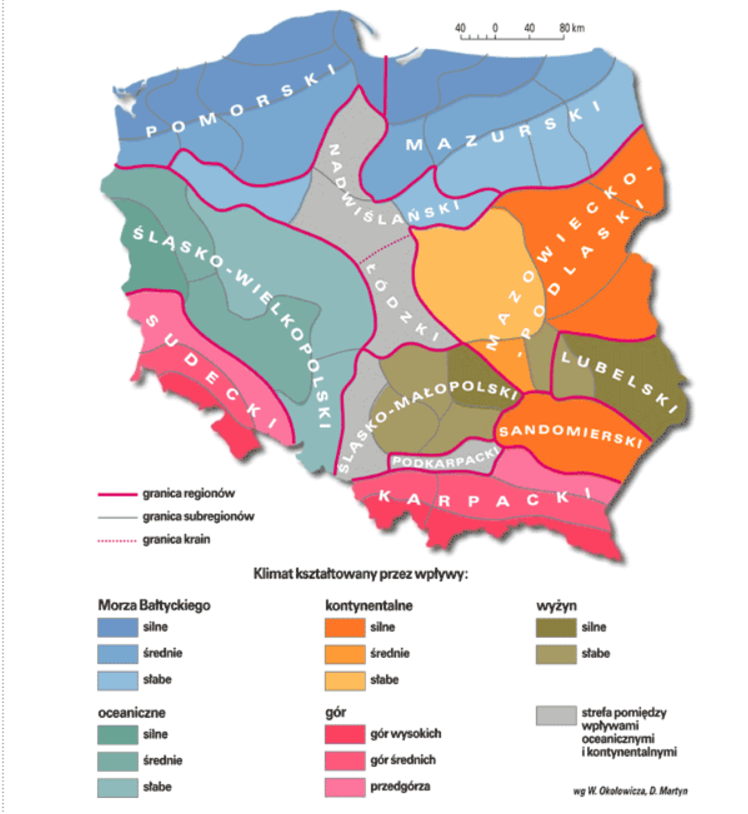 40 0 40 80 km
POMORSKI
MAZURSKI
NADWIŚLAŃSKI
MAZOWIECKO-
-PODLASKI
ŚLĄSKO-WIELKOPOLSKI
ŁÓDZKI
SUDECKI
LUBELSKI
ŚLĄSKO-MAŁOPOLSKI
SANDOMIERSKI
PODKARPACKI
KARPACKI
granica regionów
granica subregionów
granica krain
Klimat kształtowany przez wpływy:
Morza Bałtyckiego
silne
średnie
słabe
kontynentalne
silne
średnie
słabe
wyżyn
silne
słabe
oceaniczne
silne
średnie
słabe
gór
gór wysokich
gór średnich
przedgórza
strefa pomiędzy
wpływami
oceanicznymi
i kontynentalnymi
wg W. Okołowicza, D. Martyn